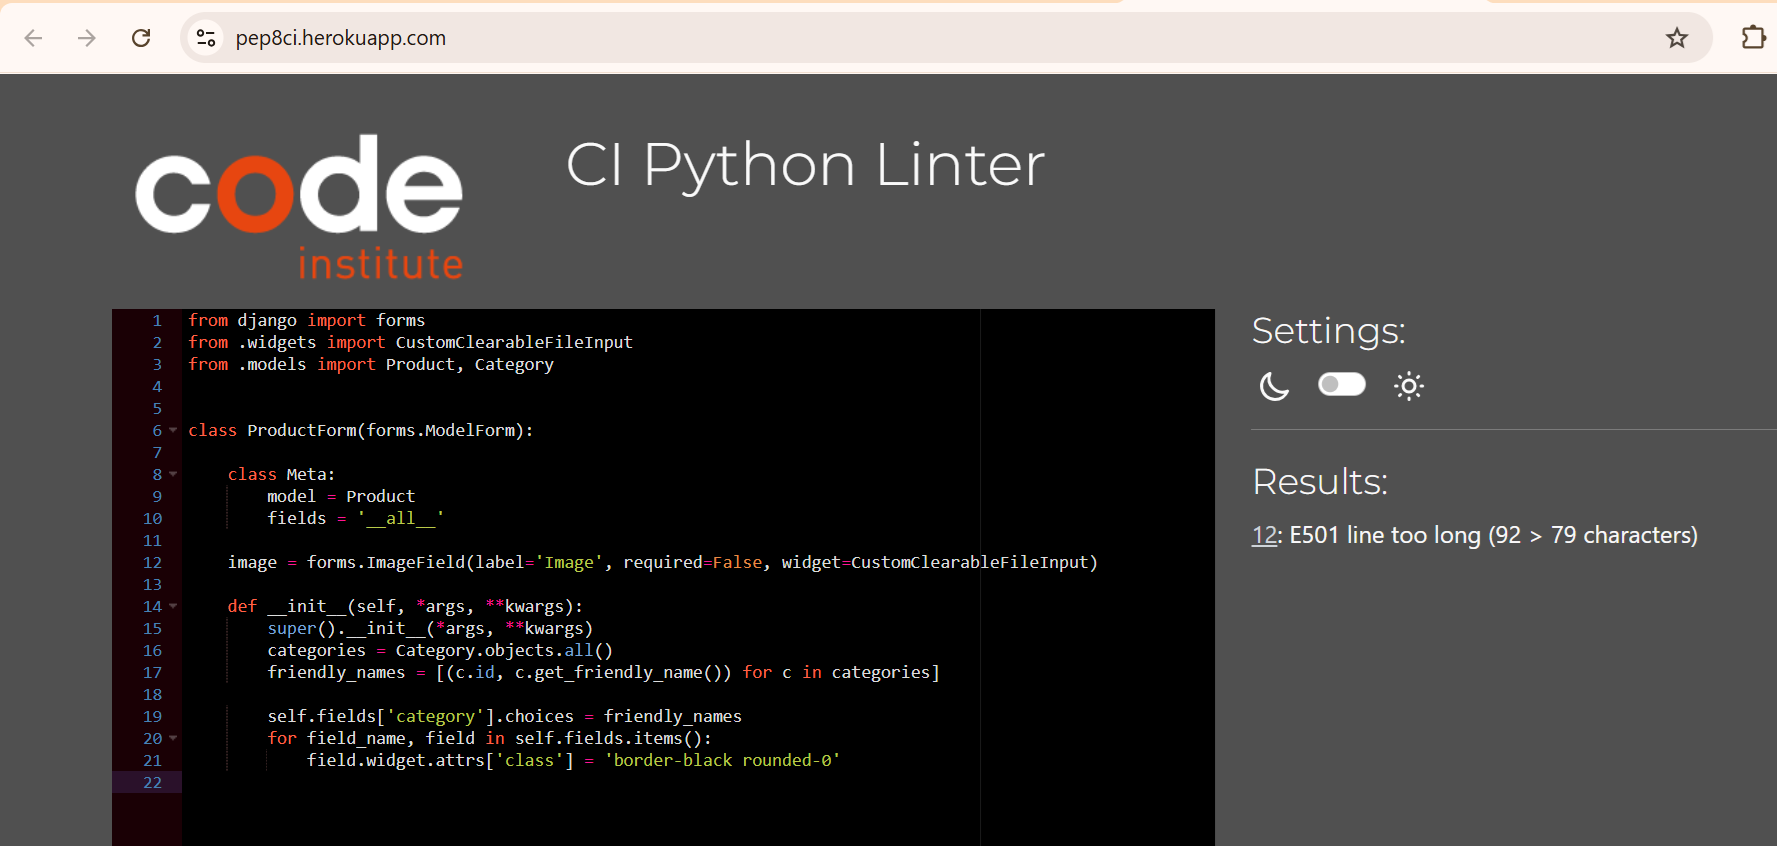 pep8ci.herokuapp.com
code
institute
CI Python Linter
1 from django import forms
2 from .widgets import CustomClearableFileInput
3 from .models import Product, Category
4
5
6 class ProductForm(forms.ModelForm):
7
8     class Meta:
9         model = Product
10         fields = '__all__'
11
12     image = forms.ImageField(label='Image', required=False, widget=CustomClearableFileInput)
13
14     def __init__(self, *args, **kwargs):
15         super().__init__(*args, **kwargs)
16         categories = Category.objects.all()
17         friendly_names = [(c.id, c.get_friendly_name()) for c in categories]
18
19         self.fields['category'].choices = friendly_names
20         for field_name, field in self.fields.items():
21             field.widget.attrs['class'] = 'border-black rounded-0'
22
Settings:
Results:
12: E501 line too long (92 > 79 characters)